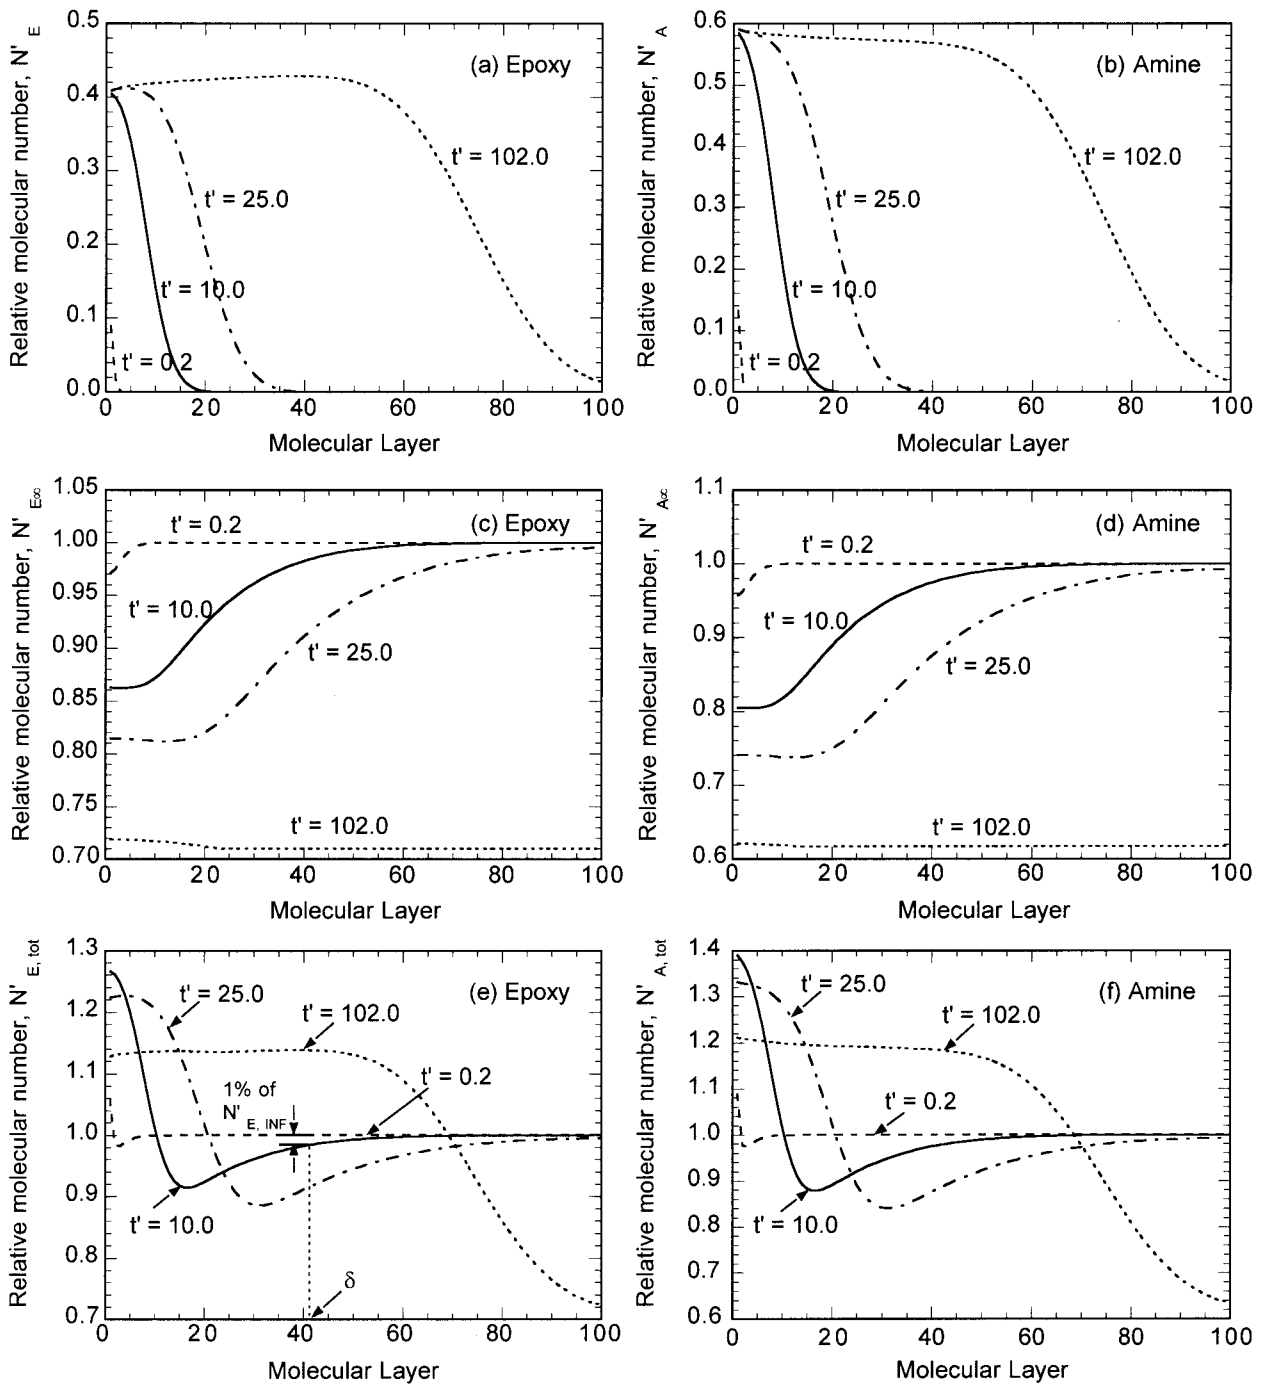 Relative molecular number, N' E
0.5
0.4
0.3
0.2
0.1
0.0
(a) Epoxy
t' = 102.0
t' = 25.0
t' = 10.0
t' = 0.2
0 20 40 60 80 100
Molecular Layer
Relative molecular number, N' A
0.6
0.5
0.4
0.3
0.2
0.1
0.0
(b) Amine
t' = 102.0
t' = 25.0
t' = 10.0
t' = 0.2
0 20 40 60 80 100
Molecular Layer
Relative molecular number, N' E∞
1.05
1.00
0.95
0.90
0.85
0.80
0.75
0.70
(c) Epoxy
t' = 0.2
t' = 10.0
t' = 25.0
t' = 102.0
0 20 40 60 80 100
Molecular Layer
Relative molecular number, N' A∞
1.1
1.0
0.9
0.8
0.7
0.6
(d) Amine
t' = 0.2
t' = 10.0
t' = 25.0
t' = 102.0
0 20 40 60 80 100
Molecular Layer
Relative molecular number, N' E, tot
1.3
1.2
1.1
1.0
0.9
0.8
0.7
(e) Epoxy
t' = 25.0
t' = 102.0
t' = 0.2
1% of
N' E, INF
t' = 10.0
δ
0 20 40 60 80 100
Molecular Layer
Relative molecular number, N' A, tot
1.4
1.3
1.2
1.1
1.0
0.9
0.8
0.7
0.6
(f) Amine
t' = 25.0
t' = 102.0
t' = 0.2
t' = 10.0
0 20 40 60 80 100
Molecular Layer